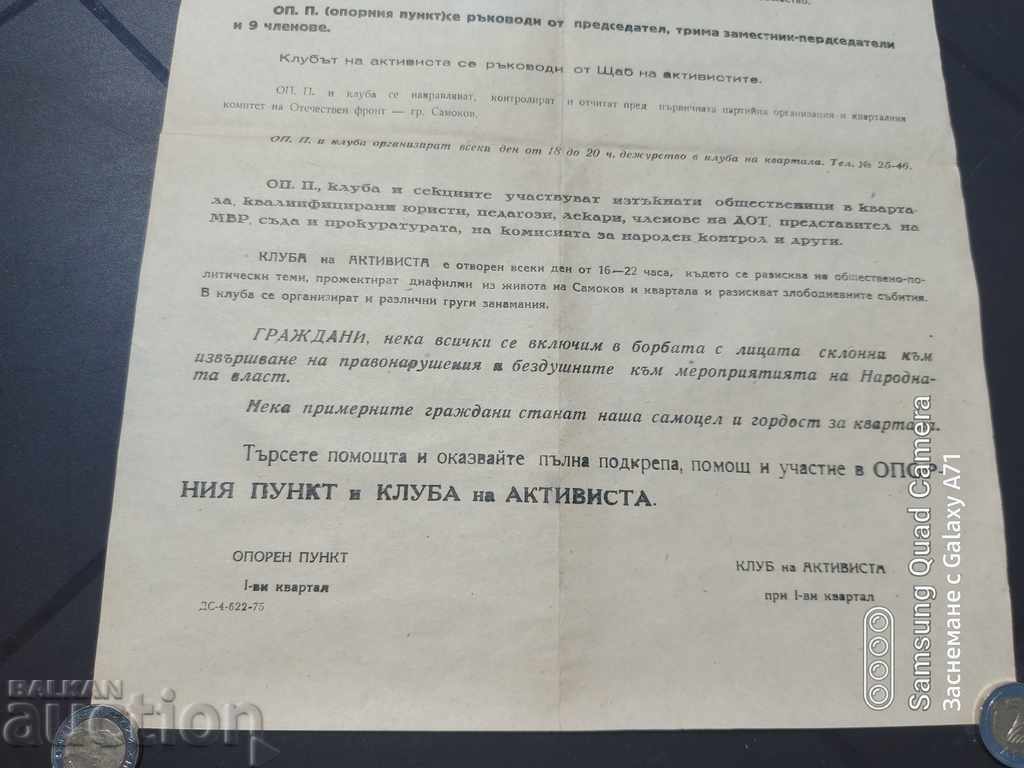 ОП. П. (опорния пункт)се ръководи от председател, трима заместник-пердседатели
и 9 членове.
Клубът на активиста се ръководи от Щаб на активистите.
ОП. П. и клуба се направляват, контролират и отчитат пред първичната партийна организация и кварталния
комитет на Отечествен фронт — гр. Самоков.
ОП. П. и клуба организират всеки ден от 18 до 20 ч. дежурство в клуба на квартала. Тел. № 25-46.
ОП. П., клуба и секциите участвуват изтъкнати общественици в кварта-
ла, квалинфицирани юристи, педагози, лекари, членове на ДОТ, представител на
МВР, съда и прокуратурата, на комисията за народен контрол и други.
КЛУБА на АКТИВИСТА е отворен всеки ден от 16—22 часа, където се разисква на обществено-по-
литически теми, прожектират диафилми из живота на Самоков и квартала и разискват злободневните събития.
В клуба се организират и различни груги занамания.
ГРАЖДАНИ, нека всички се включим в борбата с лицата склонни към
извършване на правонарушения и бездушните към мероприятията на Народна-
та власт.
Нека примерните граждани станат наша самоцел и гордост за квартала.
Търсете помощта и оказвайте пълна подкрепа, помощ и участие в ОПОР-
НИЯ ПУНКТ и КЛУБА на АКТИВИСТА.
ОПОРЕН ПУНКТ
I-ви квартал
ДС-4-622-75
КЛУБ на АКТИВИСТА
при I-ви квартал
Samsung Quad Camera
Заснемане с Galaxy A71
BALKAN
auction